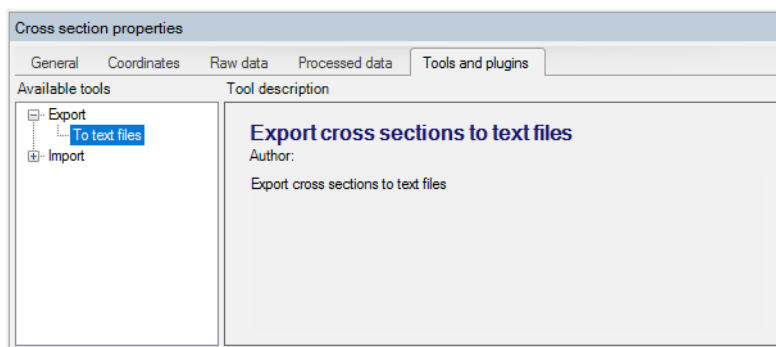 Cross section properties
General Coordinates Raw data Processed data Tools and plugins
Available tools Tool description
Export
To text files
Import
Export cross sections to text files
Author:
Export cross sections to text files